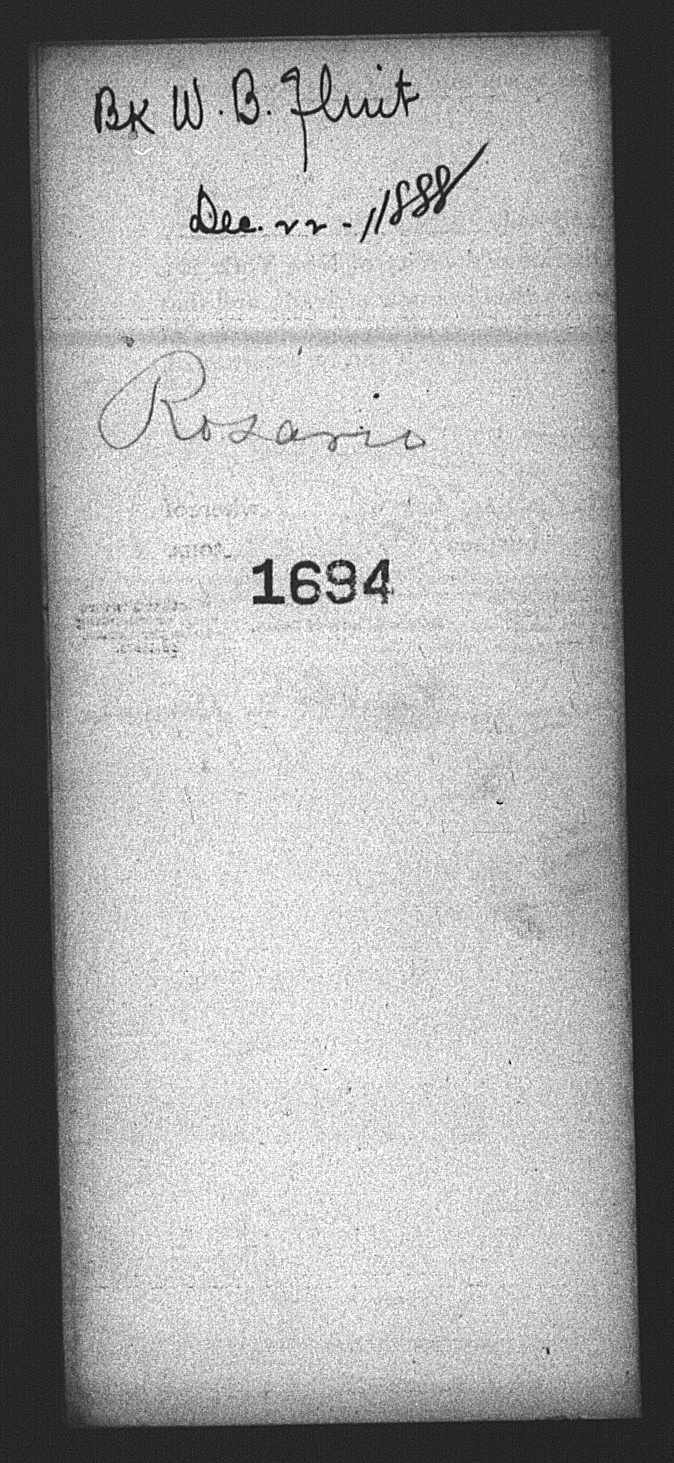 Bk W. B. Flint
Dec. 22 - /1888
Rosario
1694